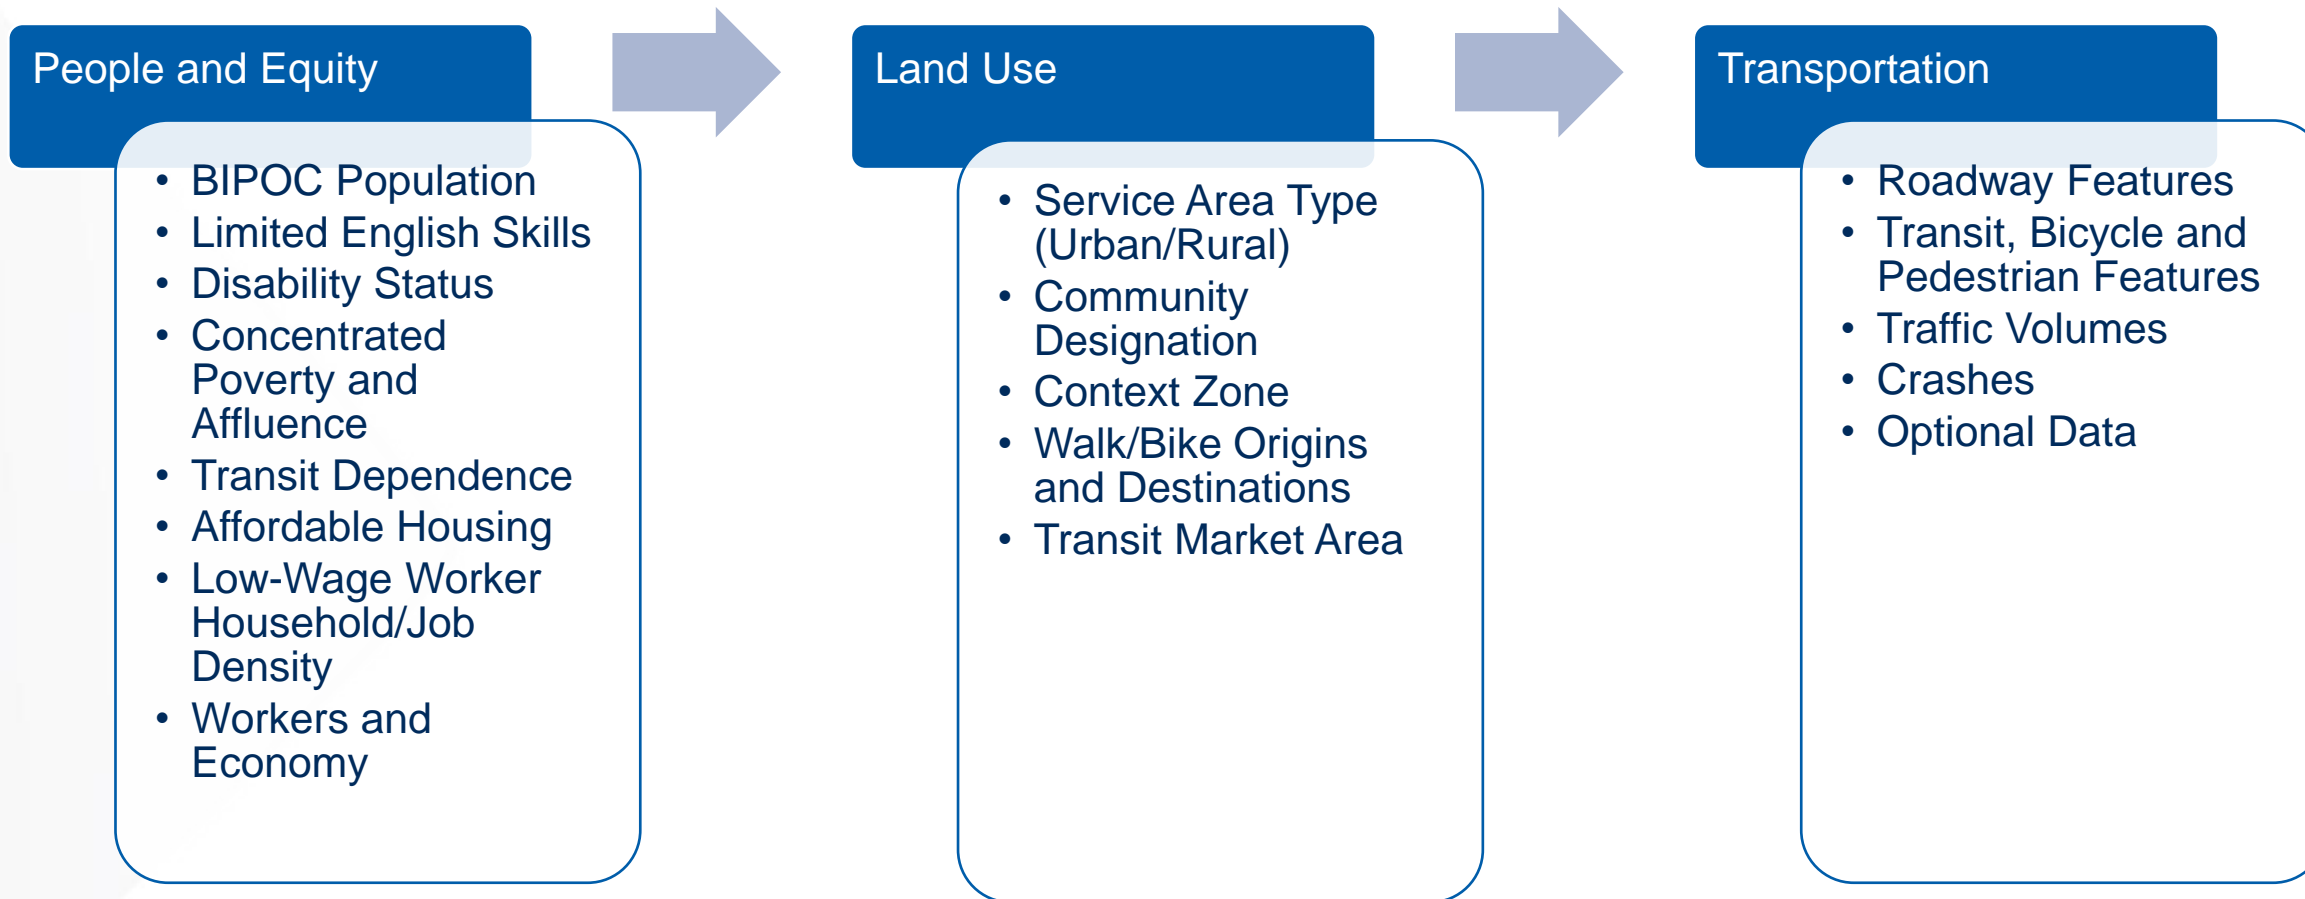 People and Equity
• BIPOC Population
• Limited English Skills
• Disability Status
• Concentrated
Poverty and
Affluence
• Transit Dependence
• Affordable Housing
• Low-Wage Worker
Household/Job
Density
• Workers and
Economy
Land Use
• Service Area Type
(Urban/Rural)
• Community
Designation
• Context Zone
• Walk/Bike Origins
and Destinations
• Transit Market Area
Transportation
• Roadway Features
• Transit, Bicycle and
Pedestrian Features
• Traffic Volumes
• Crashes
• Optional Data